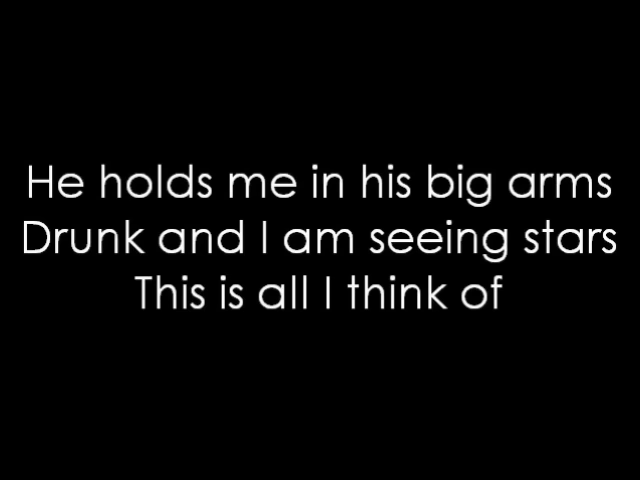 He holds me in his big arms
Drunk and I am seeing stars
This is all I think of